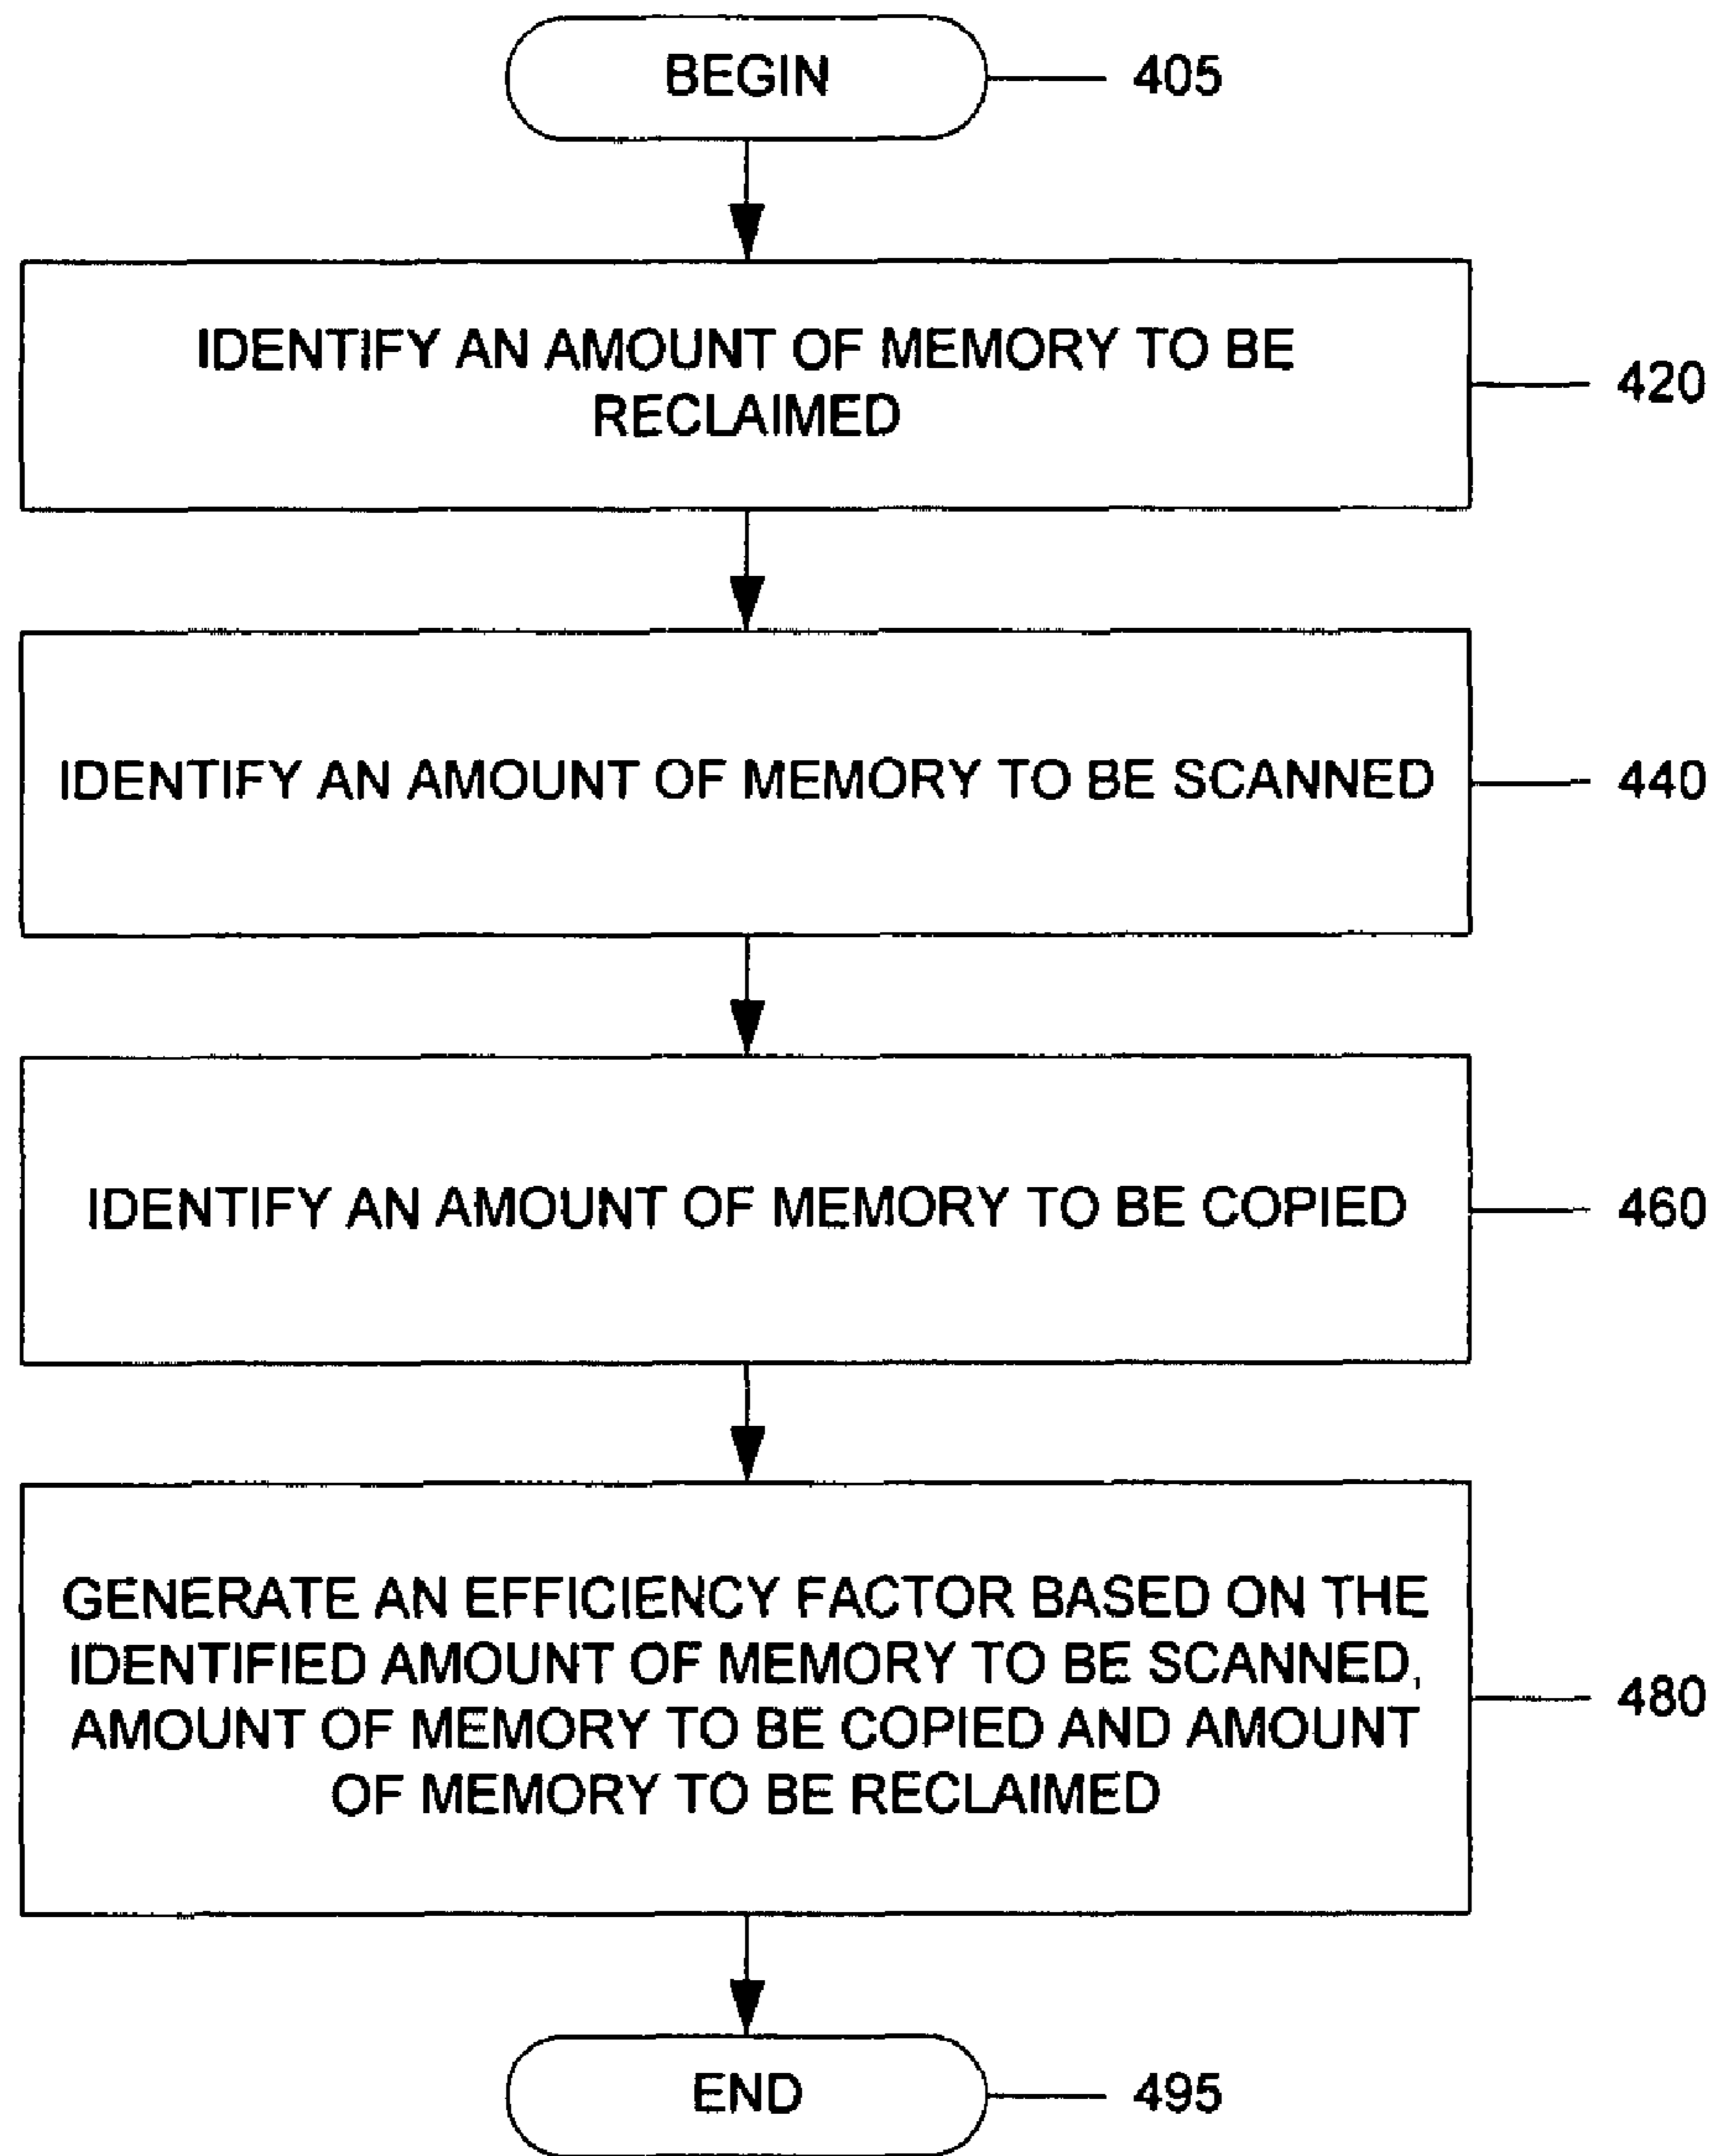 BEGIN
405
IDENTIFY AN AMOUNT OF MEMORY TO BE
RECLAIMED
420
IDENTIFY AN AMOUNT OF MEMORY TO BE SCANNED
440
IDENTIFY AN AMOUNT OF MEMORY TO BE COPIED
460
GENERATE AN EFFICIENCY FACTOR BASED ON THE
IDENTIFIED AMOUNT OF MEMORY TO BE SCANNED,
AMOUNT OF MEMORY TO BE COPIED AND AMOUNT
OF MEMORY TO BE RECLAIMED
480
END
495